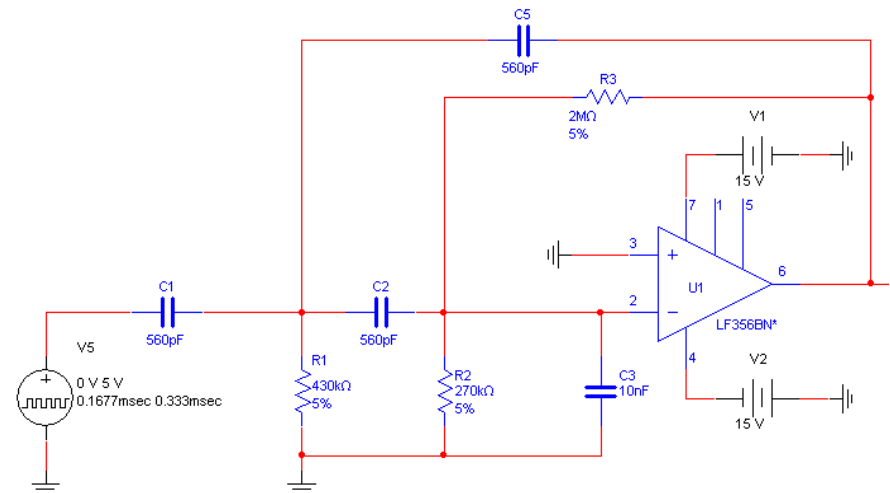 C5
560pF
R3
2MΩ
5%
V1
15 V
7
1
5
3
+
6
U1
2
−
LF356BN*
4
V2
15 V
C1
560pF
C2
560pF
V5
+
0 V 5 V
0.1677msec 0.333msec
R1
430kΩ
5%
R2
270kΩ
5%
C3
10nF